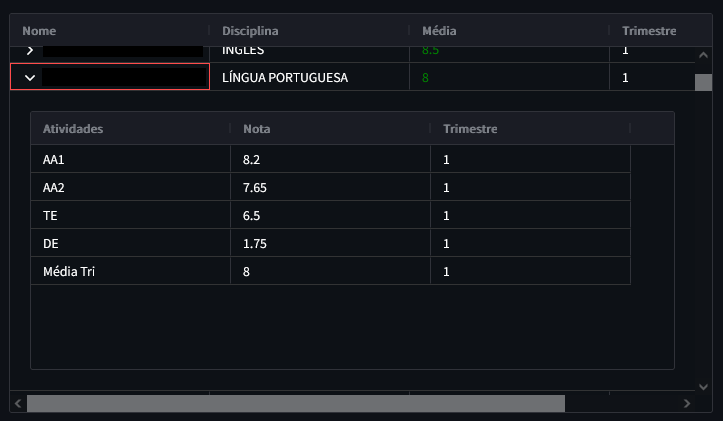 Nome Disciplina Média Trimestre
INGLÊS 8.5 1
LÍNGUA PORTUGUESA 8 1
Atividades Nota Trimestre
AA1 8.2 1
AA2 7.65 1
TE 6.5 1
DE 1.75 1
Média Tri 8 1